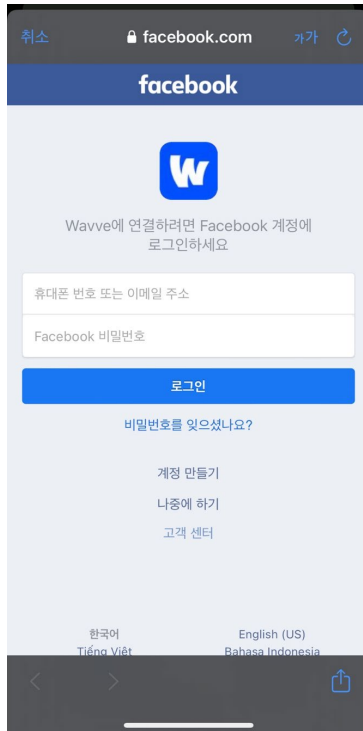 취소
facebook.com
가가
facebook
W
Wavve에 연결하려면 Facebook 계정에
로그인하세요
휴대폰 번호 또는 이메일 주소
Facebook 비밀번호
로그인
비밀번호를 잊으셨나요?
계정 만들기
나중에 하기
고객 센터
한국어
English (US)
Tiếng Việt
Bahasa Indonesia